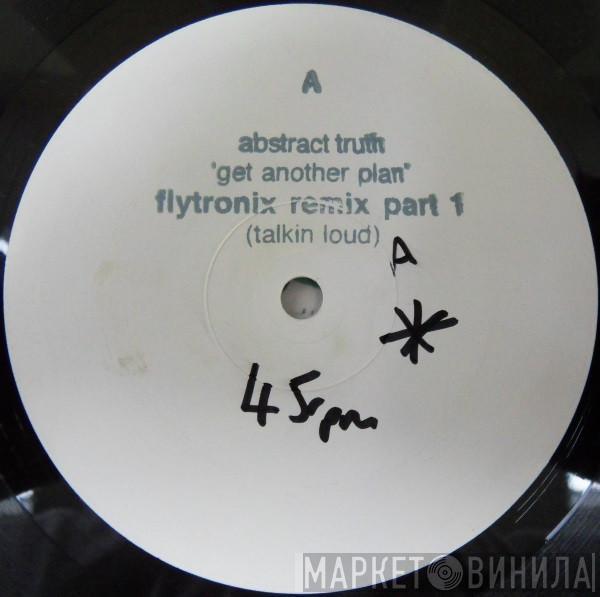 A
abstract truth
"get another plan"
flytronix remix part 1
(talkin loud)
A
*
45rpm
МАРКЕТ ВИНИЛА